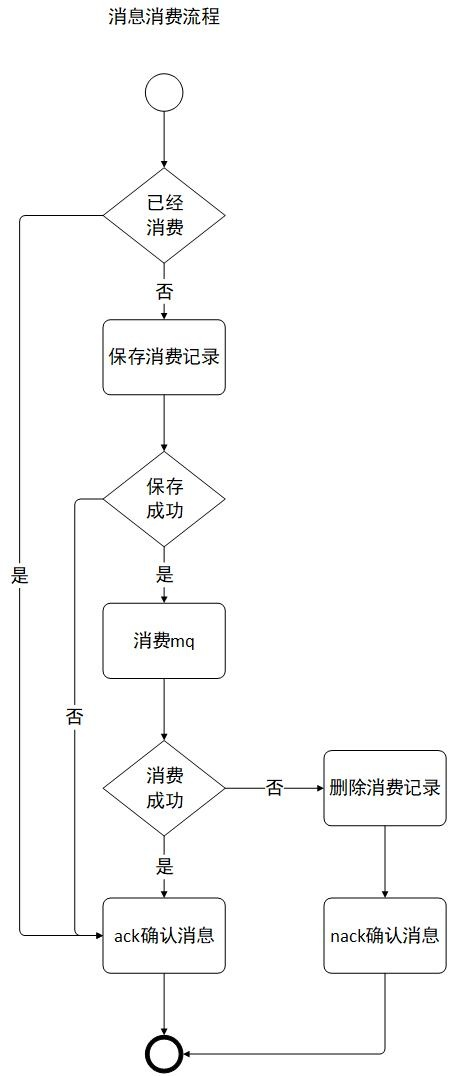 消息消费流程
已经
消费
否
保存消费记录
保存
成功
是
是
消费mq
否
消费
成功
否
删除消费记录
是
ack确认消息
nack确认消息